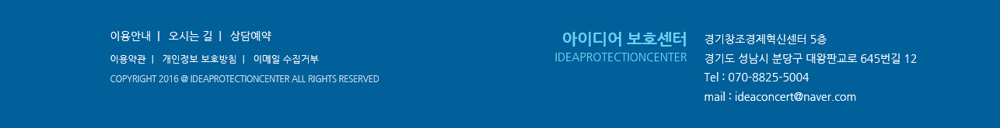 이용안내 | 오시는 길 | 상담예약
이용약관 | 개인정보 보호방침 | 이메일 수집거부
COPYRIGHT 2016 @ IDEAPROTECTIONCENTER ALL RIGHTS RESERVED
아이디어 보호센터
IDEAPROTECTIONCENTER
경기창조경제혁신센터 5층
경기도 성남시 분당구 대왕판교로 645번길 12
Tel : 070-8825-5004
mail : ideaconcert@naver.com